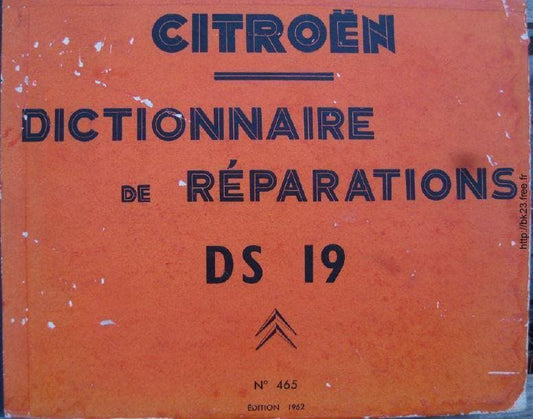 CITROËN
DICTIONNAIRE
DE RÉPARATIONS
DS 19
N° 465
ÉDITION 1962
http://bk23.free.fr